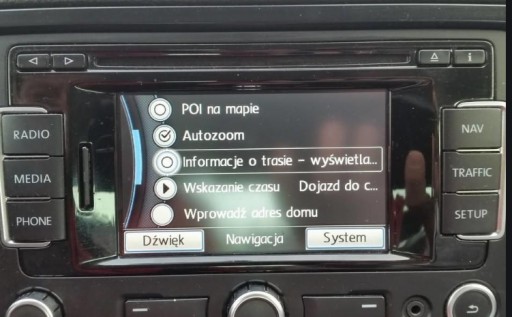 POI na mapie
Autozoom
Informacje o trasie – wyświetla...
Wskazanie czasu Dojazd do c...
Wprowadź adres domu
Dźwięk Nawigacja System
RADIO
MEDIA
PHONE
NAV
TRAFFIC
SETUP